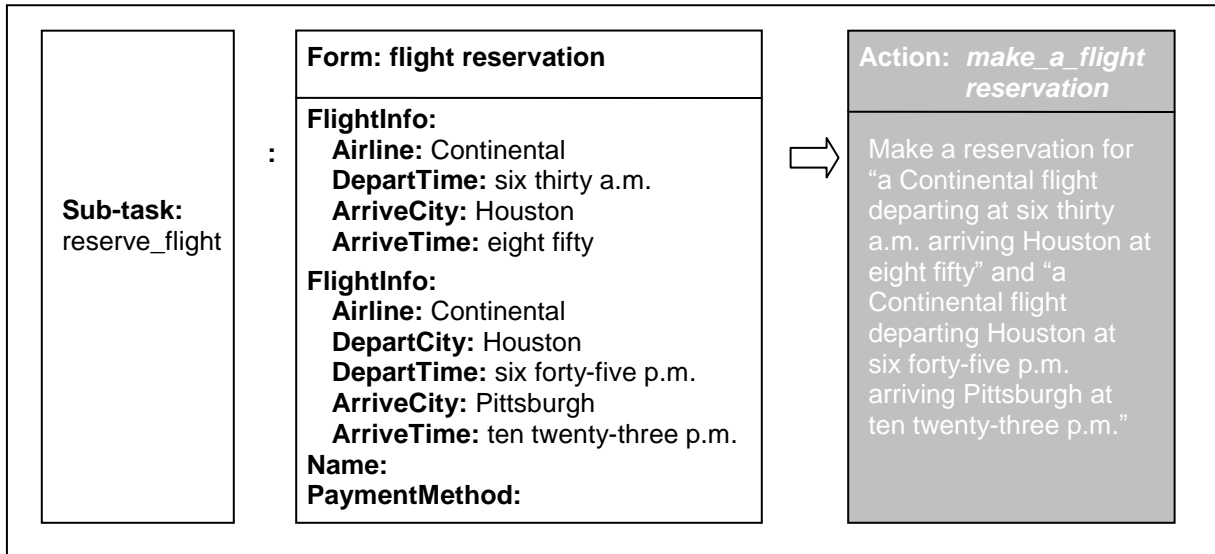 Sub-task:
reserve_flight
:
Form: flight reservation
FlightInfo:
Airline: Continental
DepartTime: six thirty a.m.
ArriveCity: Houston
ArriveTime: eight fifty
FlightInfo:
Airline: Continental
DepartCity: Houston
DepartTime: six forty-five p.m.
ArriveCity: Pittsburgh
ArriveTime: ten twenty-three p.m.
Name:
PaymentMethod:
Action: make_a_flight
reservation
Make a reservation for
“a Continental flight
departing at six thirty
a.m. arriving Houston at
eight fifty” and “a
Continental flight
departing Houston at
six forty-five p.m.
arriving Pittsburgh at
ten twenty-three p.m.”